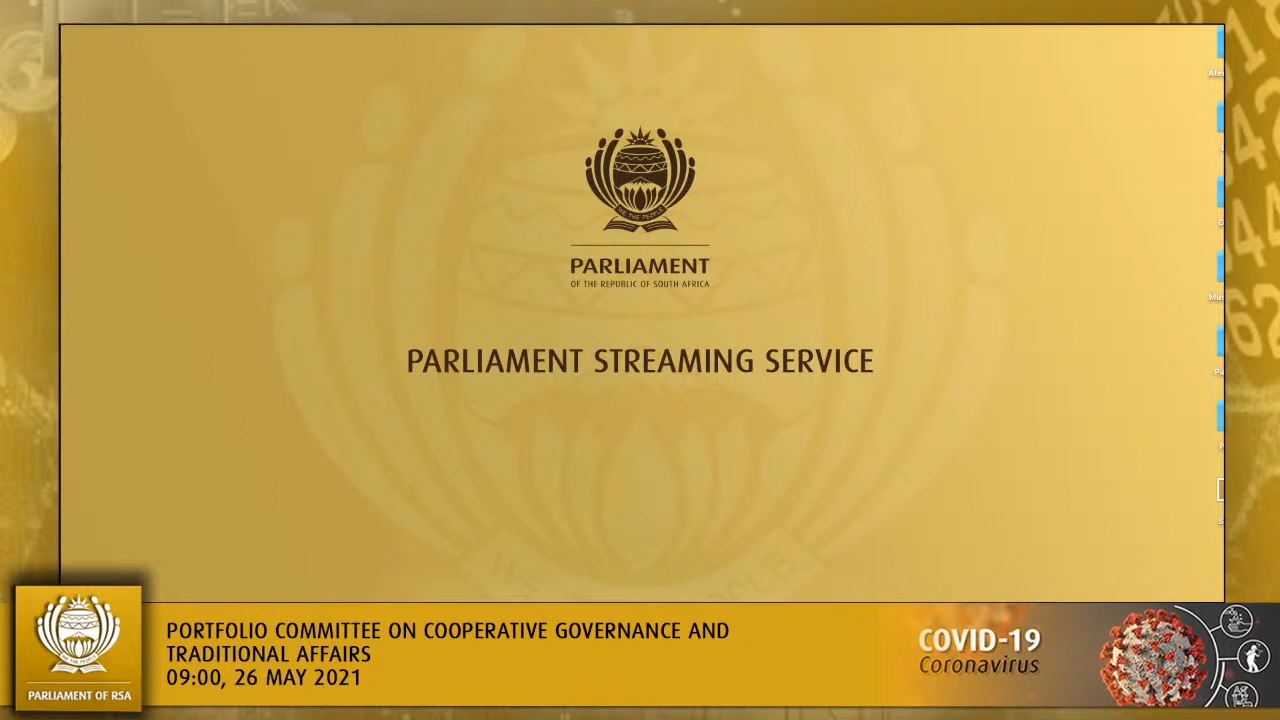 WE THE PEOPLE
PARLIAMENT
OF THE REPUBLIC OF SOUTH AFRICA
PARLIAMENT STREAMING SERVICE
PORTFOLIO COMMITTEE ON COOPERATIVE GOVERNANCE AND
TRADITIONAL AFFAIRS
09:00, 26 MAY 2021
PARLIAMENT OF RSA
COVID-19
Coronavirus